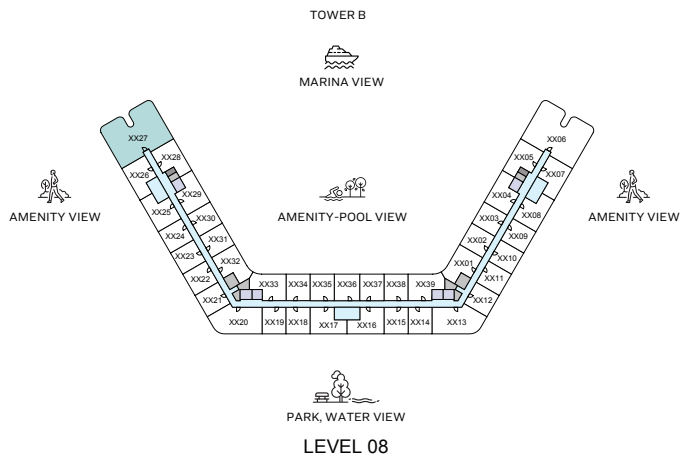 TOWER B
MARINA VIEW
XX27
XX06
XX28
XX05
XX26
XX07
XX29
XX04
AMENITY VIEW
AMENITY-POOL VIEW
AMENITY VIEW
XX25
XX30
XX03
XX08
XX24
XX31
XX02
XX09
XX23
XX32
XX01
XX10
XX22
XX11
XX21
XX33
XX34
XX35
XX36
XX37
XX38
XX39
XX12
XX20
XX19
XX18
XX17
XX16
XX15
XX14
XX13
PARK, WATER VIEW
LEVEL 08